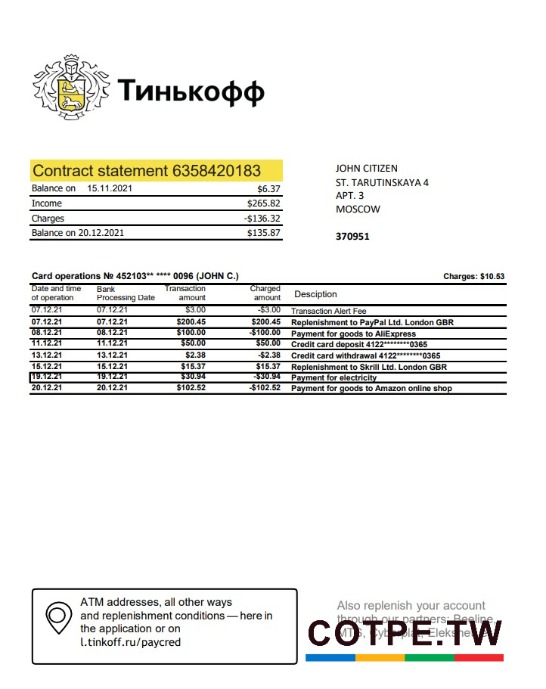 Тинькофф
Contract statement 6358420183
Balance on 15.11.2021 $6.37
Income $265.82
Charges -$136.32
Balance on 20.12.2021 $135.87
JOHN CITIZEN
ST. TARUTINSKAYA 4
APT. 3
MOSCOW
370951
Card operations № 452103** **** 0096 (JOHN C.) Charges: $10.53
Date and time of operation Bank Processing Date Transaction amount Charged amount Desciption
07.12.21 07.12.21 $3.00 -$3.00 Transaction Alert Fee
07.12.21 07.12.21 $200.45 $200.45 Replenishment to PayPal Ltd. London GBR
08.12.21 08.12.21 $100.00 -$100.00 Payment for goods to AliExpress
11.12.21 11.12.21 $50.00 $50.00 Credit card deposit 4122********0365
13.12.21 13.12.21 $2.38 -$2.38 Credit card withdrawal 4122********0365
15.12.21 15.12.21 $15.37 $15.37 Replenishment to Skrill Ltd. London GBR
19.12.21 19.12.21 $30.94 -$30.94 Payment for electricity
20.12.21 20.12.21 $102.52 -$102.52 Payment for goods to Amazon online shop
ATM addresses, all other ways
and replenishment conditions — here in
the application or on
l.tinkoff.ru/paycred
Also replenish your account
through our partners: Beeline,
MTS, Cyberplat,
COTPE.TW